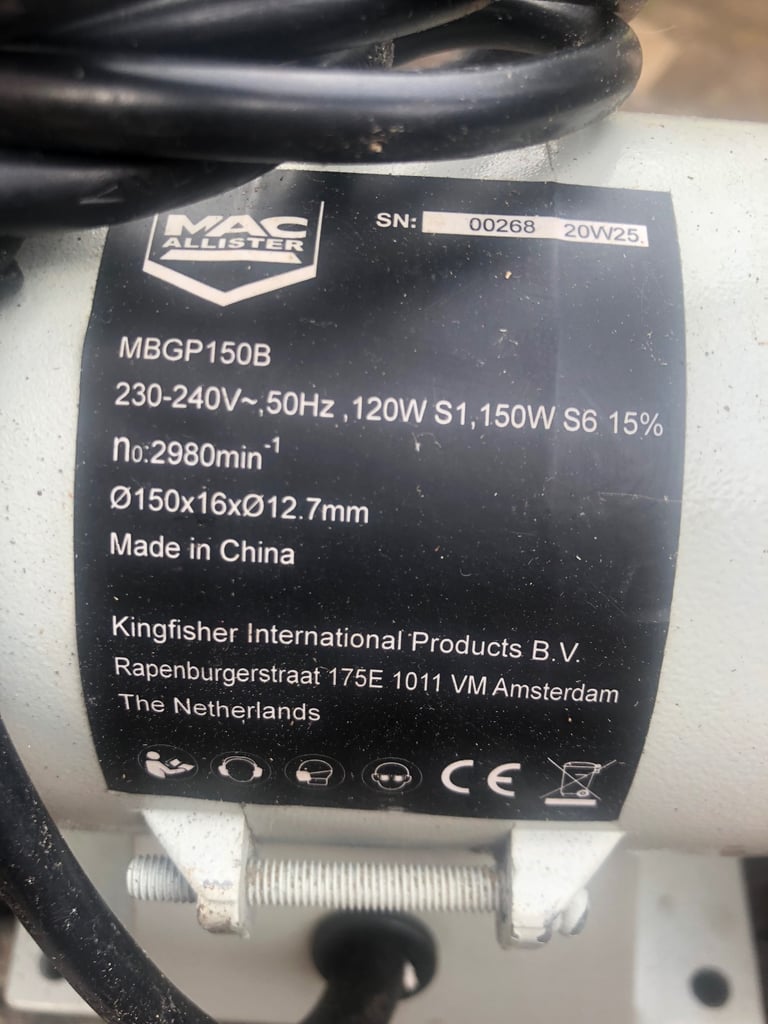 MAC
ALLISTER
SN: 00268 20W25.
MBGP150B
230-240V~,50Hz ,120W S1,150W S6 15%
n₀:2980min⁻¹
Ø150x16xØ12.7mm
Made in China
Kingfisher International Products B.V.
Rapenburgerstraat 175E 1011 VM Amsterdam
The Netherlands
CE